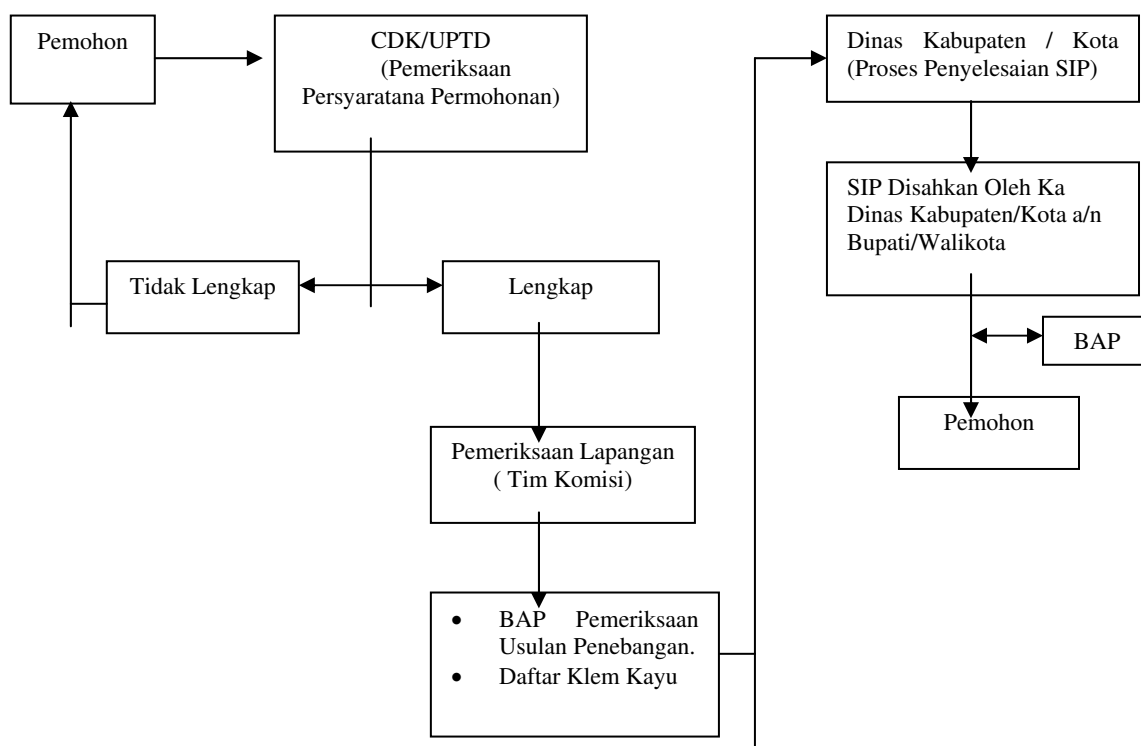 Pemohon
CDK/UPTD
(Pemeriksaan
Persyaratana Permohonan)
Tidak Lengkap
Lengkap
Pemeriksaan Lapangan
( Tim Komisi)
• BAP Pemeriksaan
Usulan Penebangan.
• Daftar Klem Kayu
Dinas Kabupaten / Kota
(Proses Penyelesaian SIP)
SIP Disahkan Oleh Ka
Dinas Kabupaten/Kota a/n
Bupati/Walikota
BAP
Pemohon